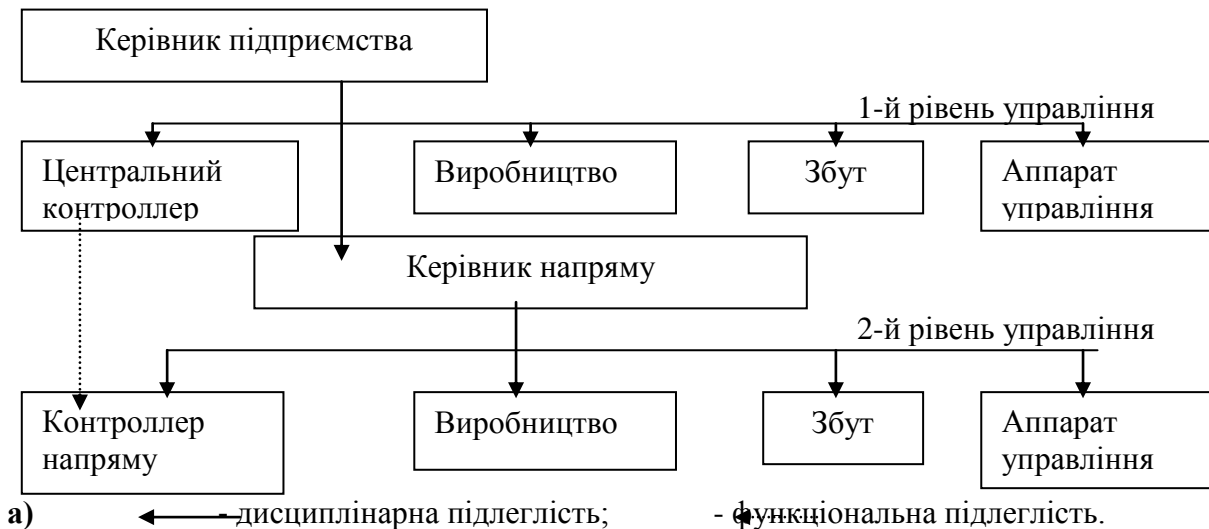 Керівник підприємства
1-й рівень управління
Центральний
контроллер
Виробництво
Збут
Аппарат
управління
Керівник напряму
2-й рівень управління
Контроллер
напряму
Виробництво
Збут
Аппарат
управління
а) - дисциплінарна підлеглість; - функціональна підлеглість.